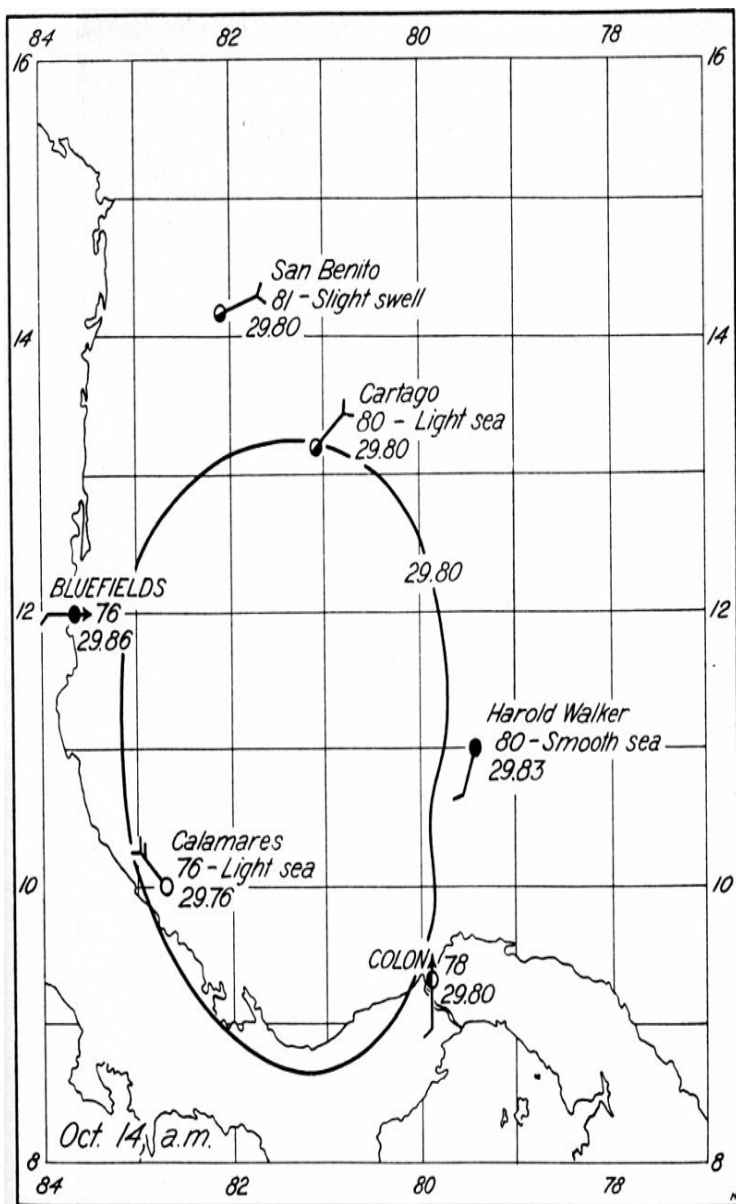 84 82 80 78
16 16
San Benito
81 - Slight swell
29.80
14 14
Cartago
80 - Light sea
29.80
29.80
BLUEFIELDS
12 76 12
29.86
Harold Walker
80 - Smooth sea
29.83
Calamares
76 - Light sea
29.76
10 10
COLON 78
29.80
Oct. 14, a.m.
8 8
84 82 80 78